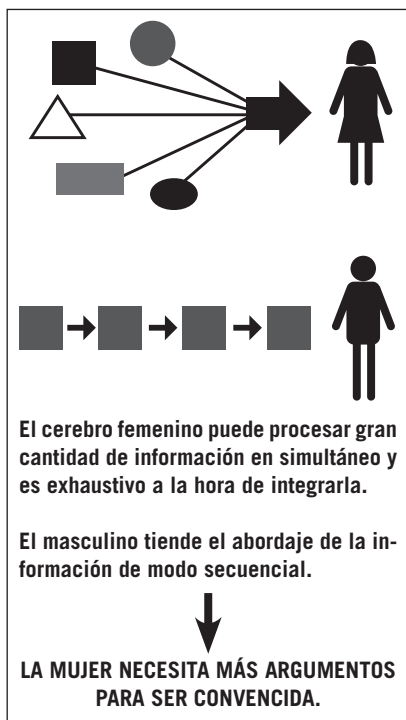 El cerebro femenino puede procesar gran
cantidad de información en simultáneo y
es exhaustivo a la hora de integrarla.
El masculino tiende el abordaje de la in-
formación de modo secuencial.
LA MUJER NECESITA MÁS ARGUMENTOS
PARA SER CONVENCIDA.